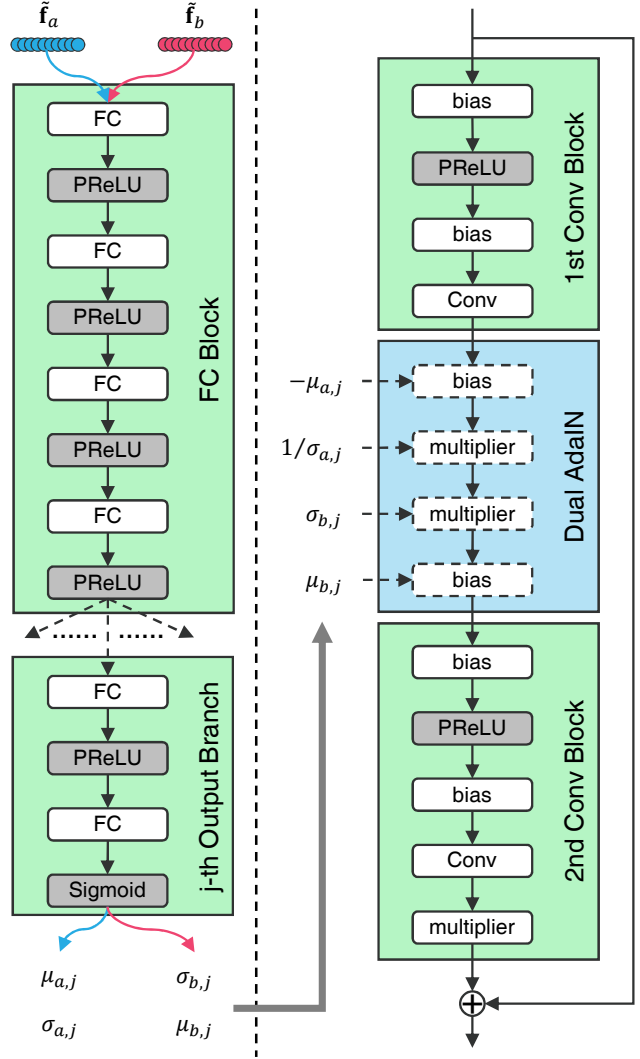 f̃a
f̃b
FC
PReLU
FC
PReLU
FC
PReLU
FC
PReLU
FC Block
...... ......
FC
PReLU
FC
Sigmoid
j-th Output Branch
μa,j
σb,j
σa,j
μb,j
bias
PReLU
bias
Conv
1st Conv Block
−μa,j
bias
1/σa,j
multiplier
σb,j
multiplier
μb,j
bias
Dual AdaIN
bias
PReLU
bias
Conv
multiplier
2nd Conv Block
+